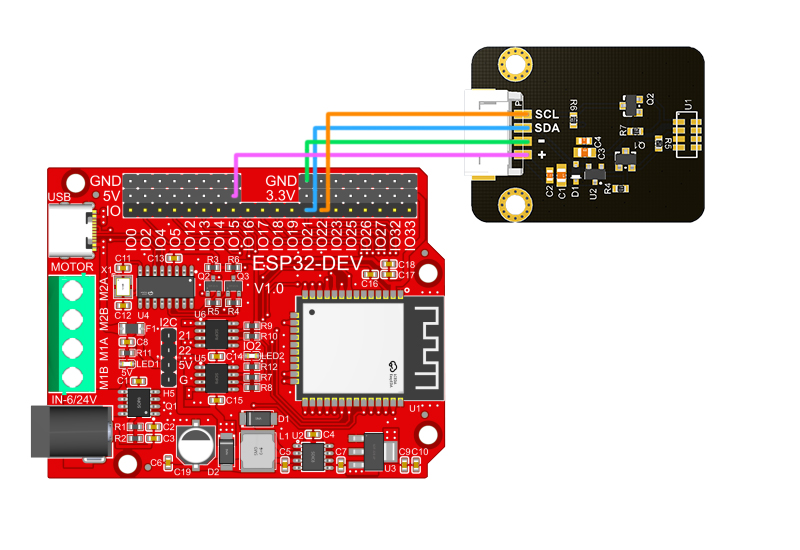 SCL
SDA
-
+
P
R6
Q2
U1
R7
C4
C3
Q1
R5
C2
C1
D1
U2
R4
GND
5V
IO
GND
3.3V
USB
IO0
IO2
IO4
IO5
IO12
IO13
IO14
IO15
IO16
IO17
IO18
IO19
IO21
IO22
IO23
IO25
IO26
IO27
IO32
IO33
MOTOR
X1
C11
C13
R3
R6
ESP32-DEV
V1.0
C18
C17
C16
Q2
Q3
R5
R4
C12
U4
M2A
M2B
M1A
M1B
F1
C8
R11
LED1
5V
I2C
21
22
5V
G
H5
U6
U5
R9
R10
IO2
LED2
C14
R12
R7
R8
C15
C1
IN-6/24V
Q1
R1
R2
C2
C3
C6
C19
D2
D1
L1
U2
C4
C5
C7
U3
C9
C10
U1